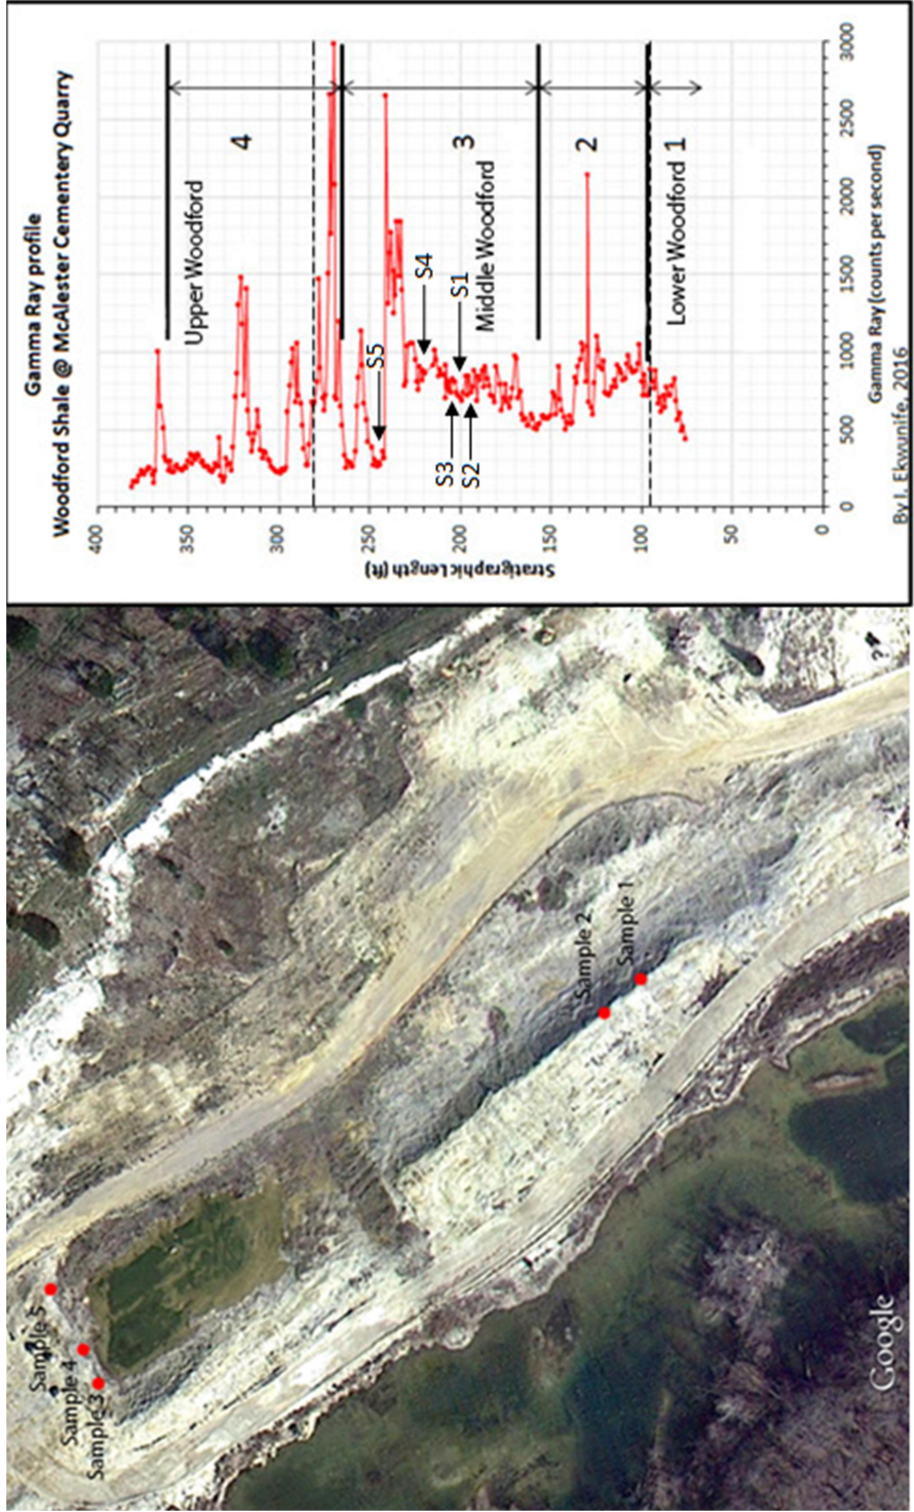 Gamma Ray profile
Woodford Shale @ McAlester Cementery Quarry
Upper Woodford
4
S5
S4
S3
S1
S2
Middle Woodford
3
2
Lower Woodford
1
400
350
300
250
200
150
100
50
0
Stratigraphic Length (ft)
0
500
1000
1500
2000
2500
3000
Gamma Ray (counts per second)
By I. Ekwunife, 2016
Sample 5
Sample 4
Sample 3
Sample 2
Sample 1
?
Google